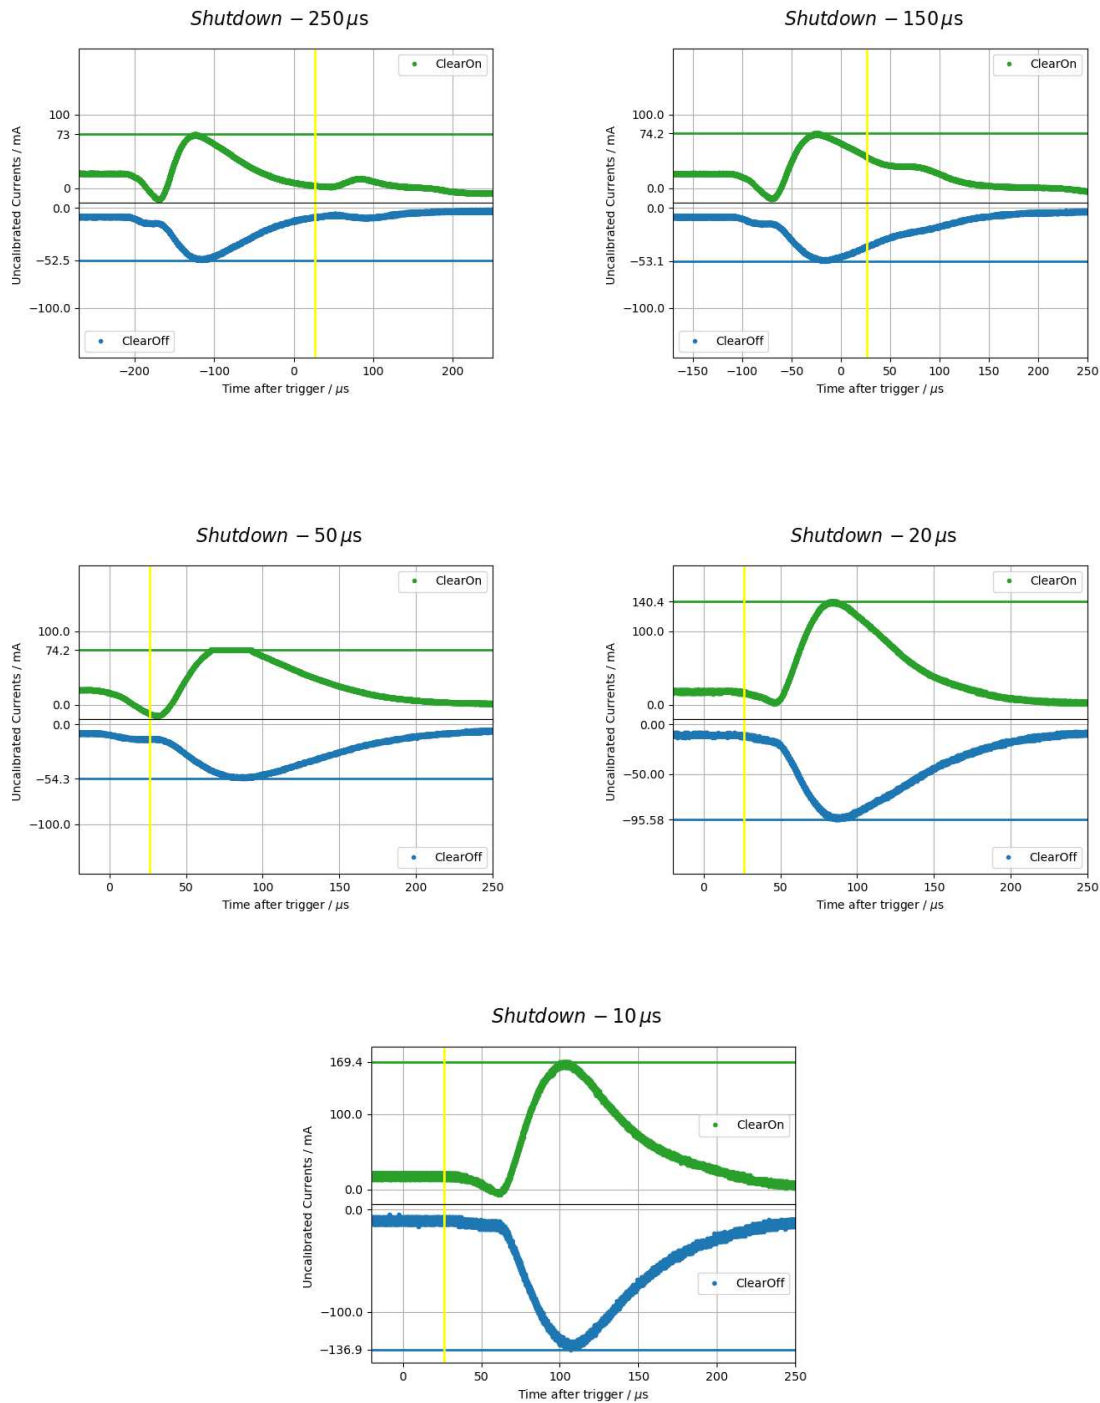 Shutdown − 250 μs
ClearOn
100
73
0
0.0
−52.5
−100.0
ClearOff
Uncalibrated Currents / mA
−200 −100 0 100 200
Time after trigger / μs
Shutdown − 150 μs
ClearOn
100.0
74.2
0.0
0.0
−53.1
−100.0
ClearOff
Uncalibrated Currents / mA
−150 −100 −50 0 50 100 150 200 250
Time after trigger / μs
Shutdown − 50 μs
ClearOn
100.0
74.2
0.0
0.0
−54.3
−100.0
ClearOff
Uncalibrated Currents / mA
0 50 100 150 200 250
Time after trigger / μs
Shutdown − 20 μs
ClearOn
140.4
100.0
0.0
0.00
−50.00
−95.58
ClearOff
Uncalibrated Currents / mA
0 50 100 150 200 250
Time after trigger / μs
Shutdown − 10 μs
169.4
100.0
ClearOn
0.0
0.0
ClearOff
−100.0
−136.9
Uncalibrated Currents / mA
0 50 100 150 200 250
Time after trigger / μs